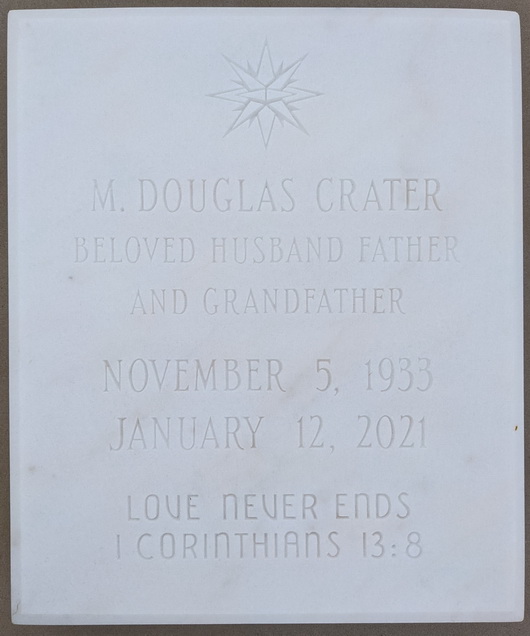 M. DOUGLAS CRATER
BELOVED HUSBAND FATHER
AND GRANDFATHER
NOVEMBER 5, 1933
JANUARY 12, 2021
LOVE NEVER ENDS
1 CORINTHIANS 13:8